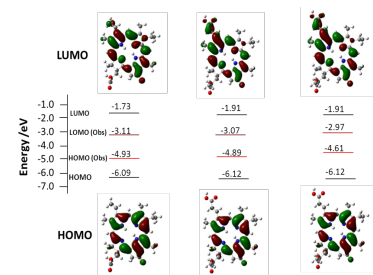 LUMO
-1.0
-2.0
-3.0
-4.0
-5.0
-6.0
-7.0
Energy/eV
LUMO -1.73 -1.91 -1.91
LOMO (Obs) -3.11 -3.07 -2.97
HOMO (Obs) -4.93 -4.89 -4.61
HOMO -6.09 -6.12 -6.12
HOMO